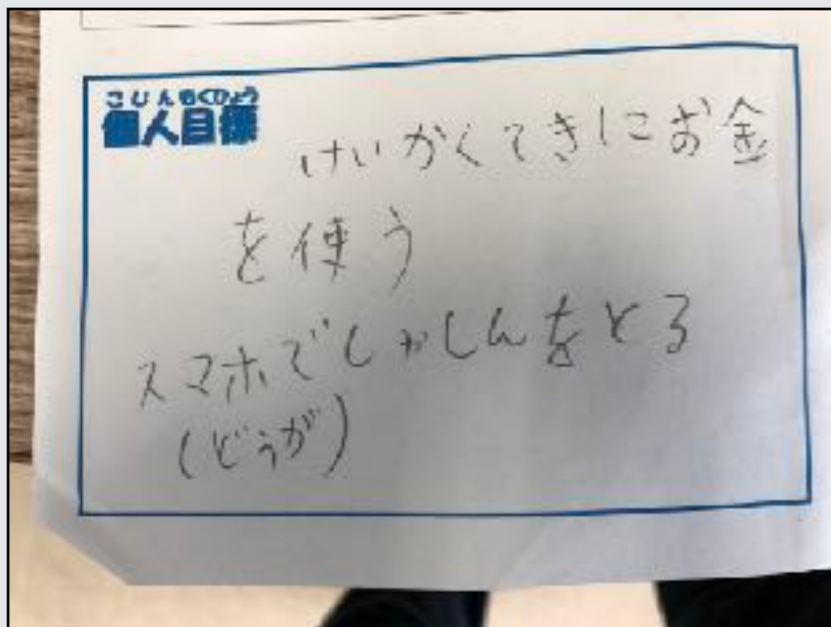 こじんもくひょう
個人目標
けいかくてきにお金
を使う
スマホでしゃしんをとる
(どうが)